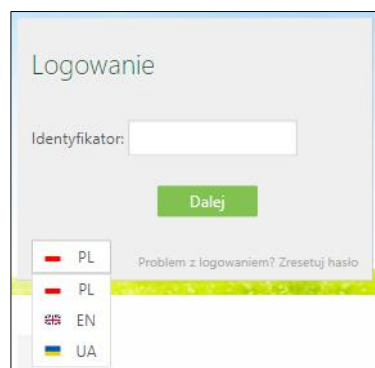 Logowanie
Identyfikator:
Dalej
PL
Problem z logowaniem? Zresetuj hasło
PL
EN
UA